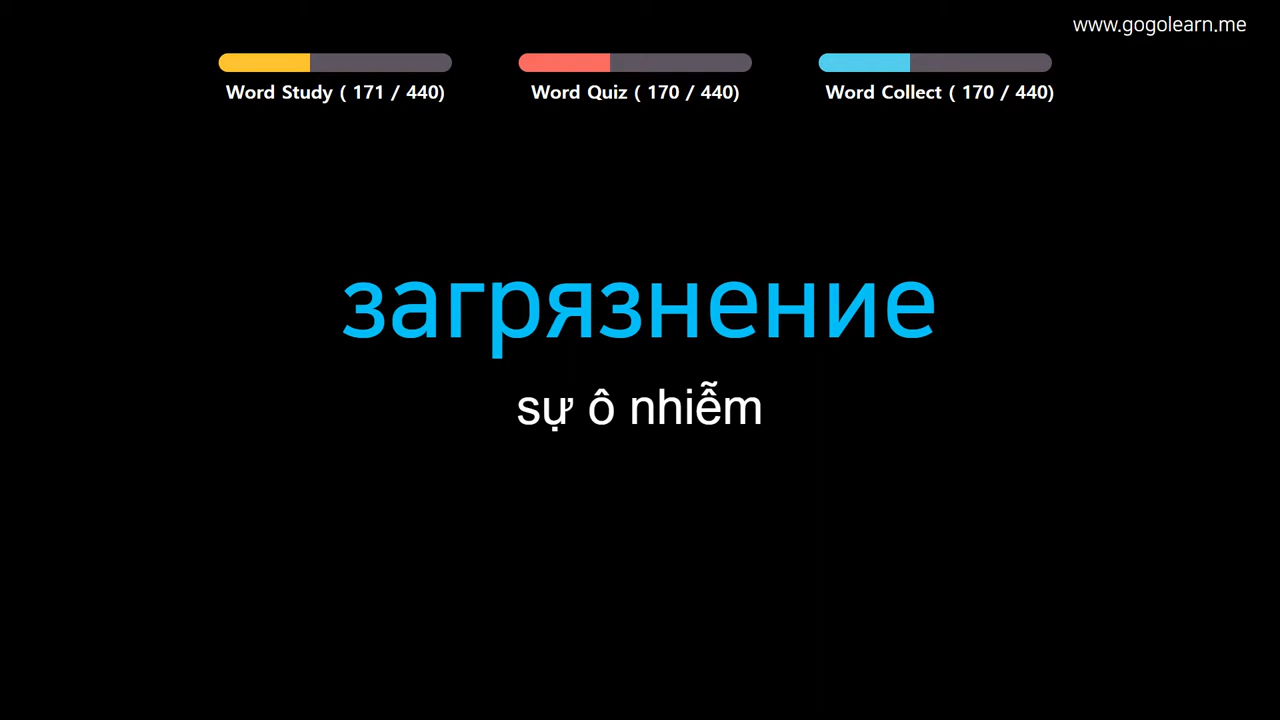 www.gogolearn.me
Word Study ( 171 / 440)
Word Quiz ( 170 / 440)
Word Collect ( 170 / 440)
загрязнение
sự ô nhiễm